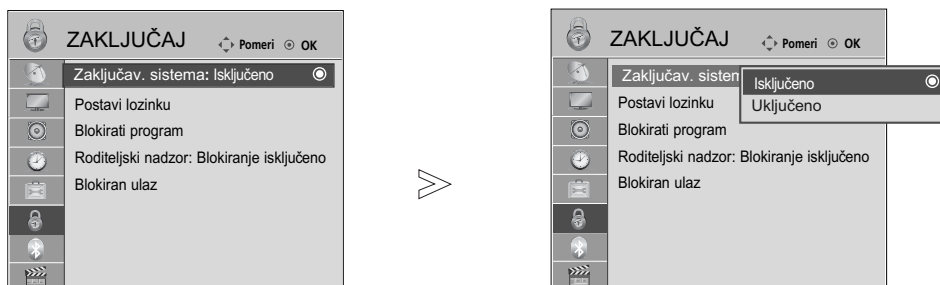 ZAKLJUČAJ
Pomeri OK
Zaključav. sistema: Isključeno
Postavi lozinku
Blokirati program
Roditeljski nadzor: Blokiranje isključeno
Blokiran ulaz
ZAKLJUČAJ
Pomeri OK
Zaključav. sistem
Isključeno
Uključeno
Postavi lozinku
Blokirati program
Roditeljski nadzor: Blokiranje isključeno
Blokiran ulaz